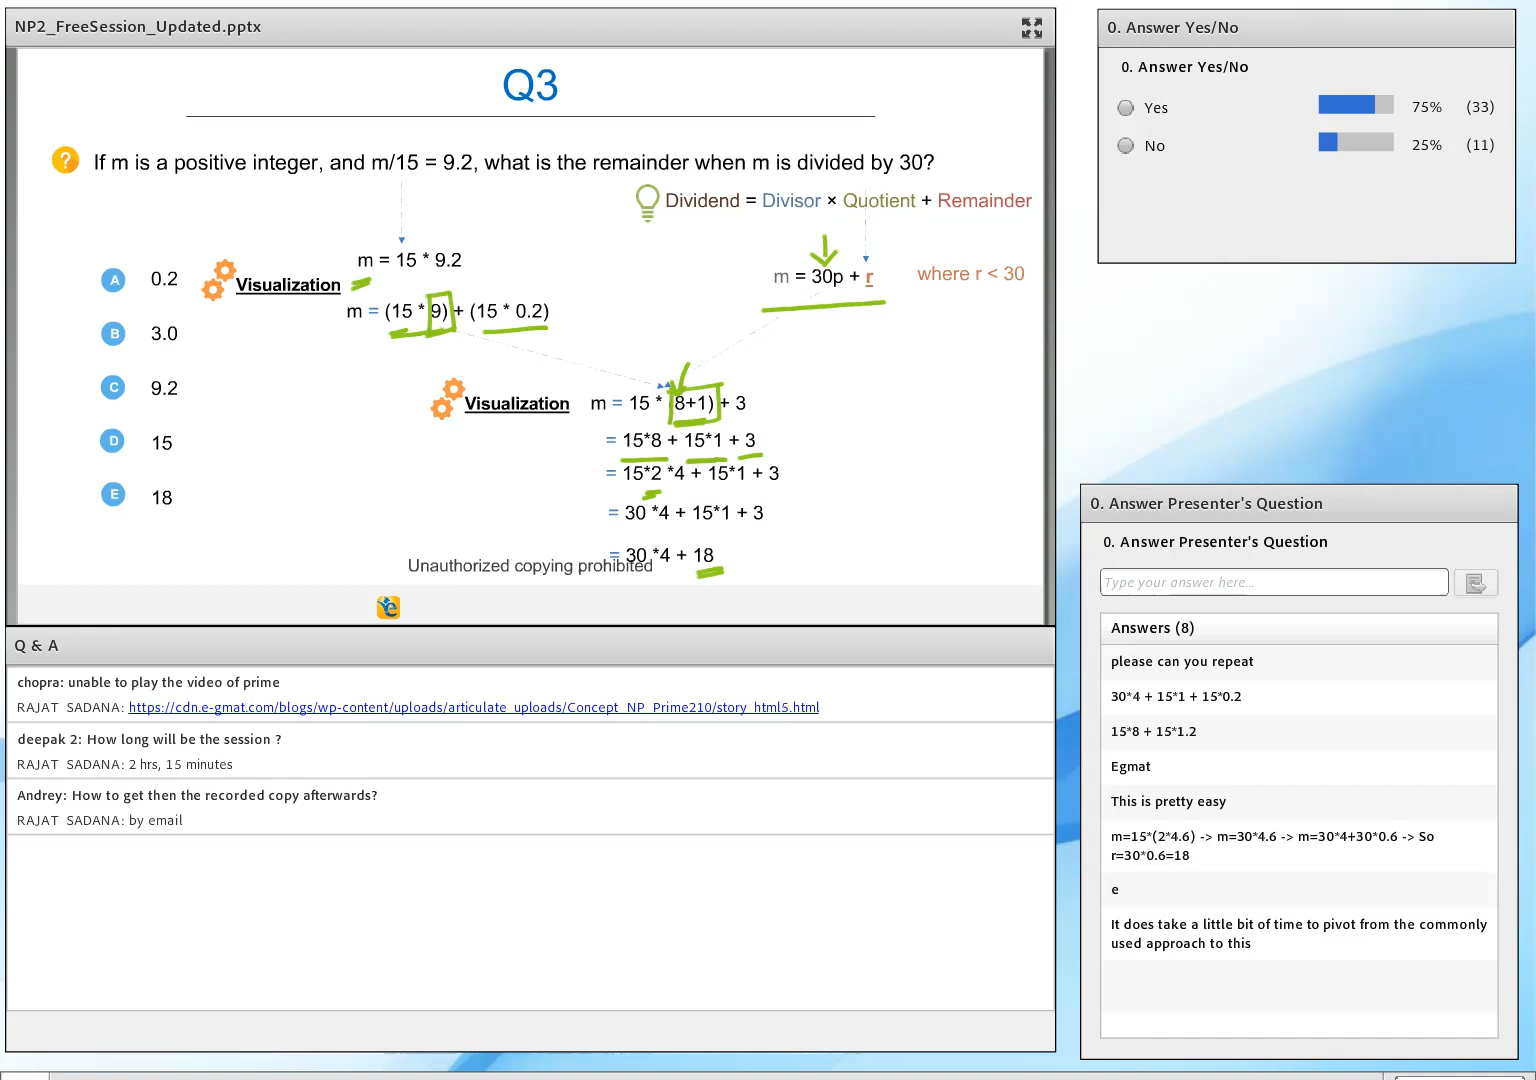 NP2_FreeSession_Updated.pptx
Q3
? If m is a positive integer, and m/15 = 9.2, what is the remainder when m is divided by 30?
Dividend = Divisor × Quotient + Remainder
A 0.2
B 3.0
C 9.2
D 15
E 18
m = 15 * 9.2
Visualization
m = (15 * 9) + (15 * 0.2)
m = 30p + r where r < 30
Visualization m = 15 * (8+1) + 3
= 15*8 + 15*1 + 3
= 15*2 *4 + 15*1 + 3
= 30 *4 + 15*1 + 3
= 30 *4 + 18
Unauthorized copying prohibited
e
Q & A
chopra: unable to play the video of prime
RAJAT SADANA: https://cdn.e-gmat.com/blogs/wp-content/uploads/articulate_uploads/Concept_NP_Prime210/story_html5.html
deepak 2: How long will be the session ?
RAJAT SADANA: 2 hrs, 15 minutes
Andrey: How to get then the recorded copy afterwards?
RAJAT SADANA: by email
0. Answer Yes/No
0. Answer Yes/No
Yes 75% (33)
No 25% (11)
0. Answer Presenter's Question
0. Answer Presenter's Question
Type your answer here...
Answers (8)
please can you repeat
30*4 + 15*1 + 15*0.2
15*8 + 15*1.2
Egmat
This is pretty easy
m=15*(2*4.6) -> m=30*4.6 -> m=30*4+30*0.6 -> So
r=30*0.6=18
e
It does take a little bit of time to pivot from the commonly
used approach to this